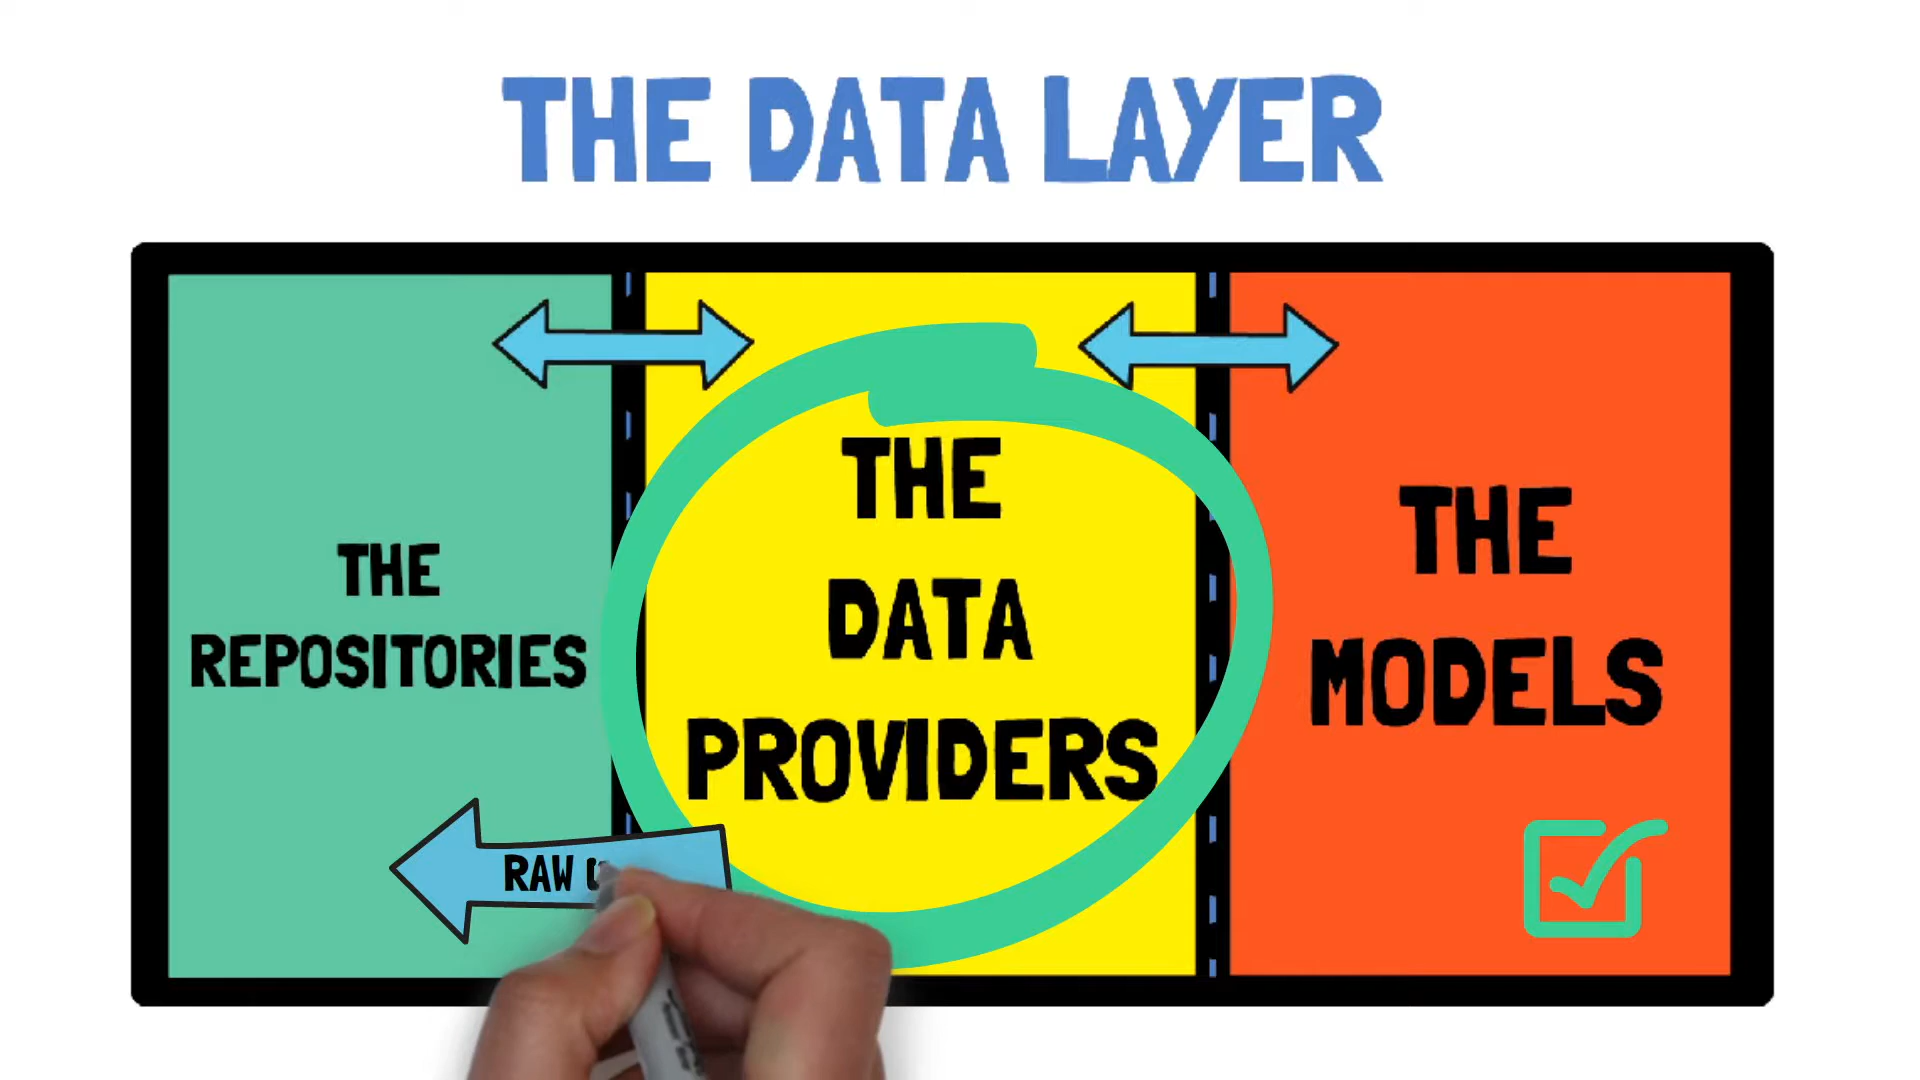 THE DATA LAYER
THE
REPOSITORIES
THE
DATA
PROVIDERS
THE
MODELS
RAW